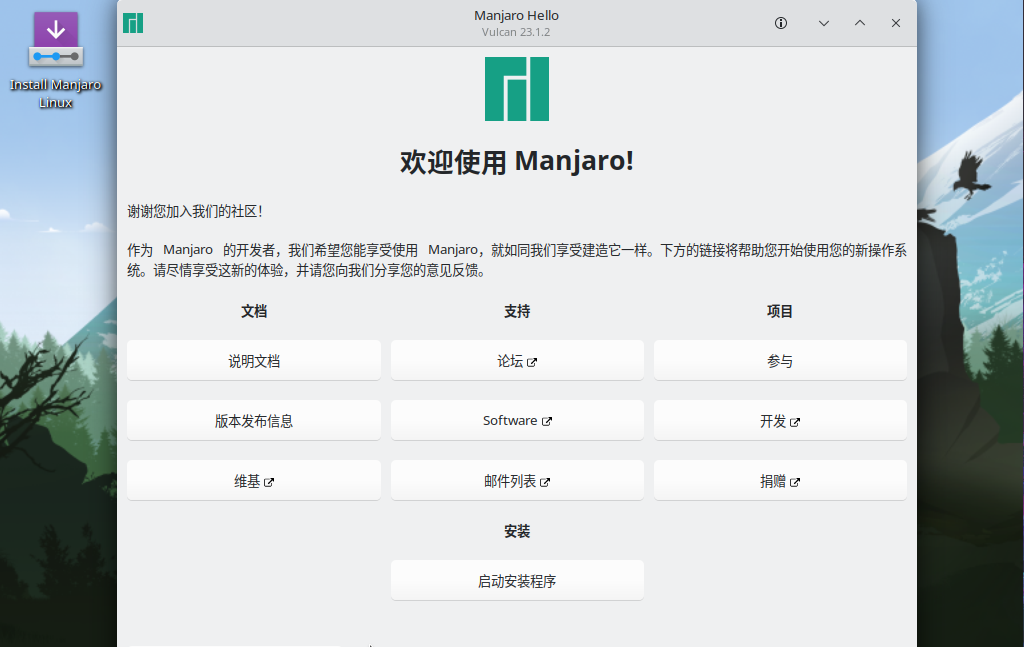 Manjaro Hello
Vulcan 23.1.2
Install Manjaro
Linux
欢迎使用 Manjaro!
谢谢您加入我们的社区！
作为 Manjaro 的开发者，我们希望您能享受使用 Manjaro，就如同我们享受建造它一样。下方的链接将帮助您开始使用您的新操作系
统。请尽情享受这新的体验，并请您向我们分享您的意见反馈。
文档 支持 项目
说明文档 论坛 参与
版本发布信息 Software 开发
维基 邮件列表 捐赠
安装
启动安装程序